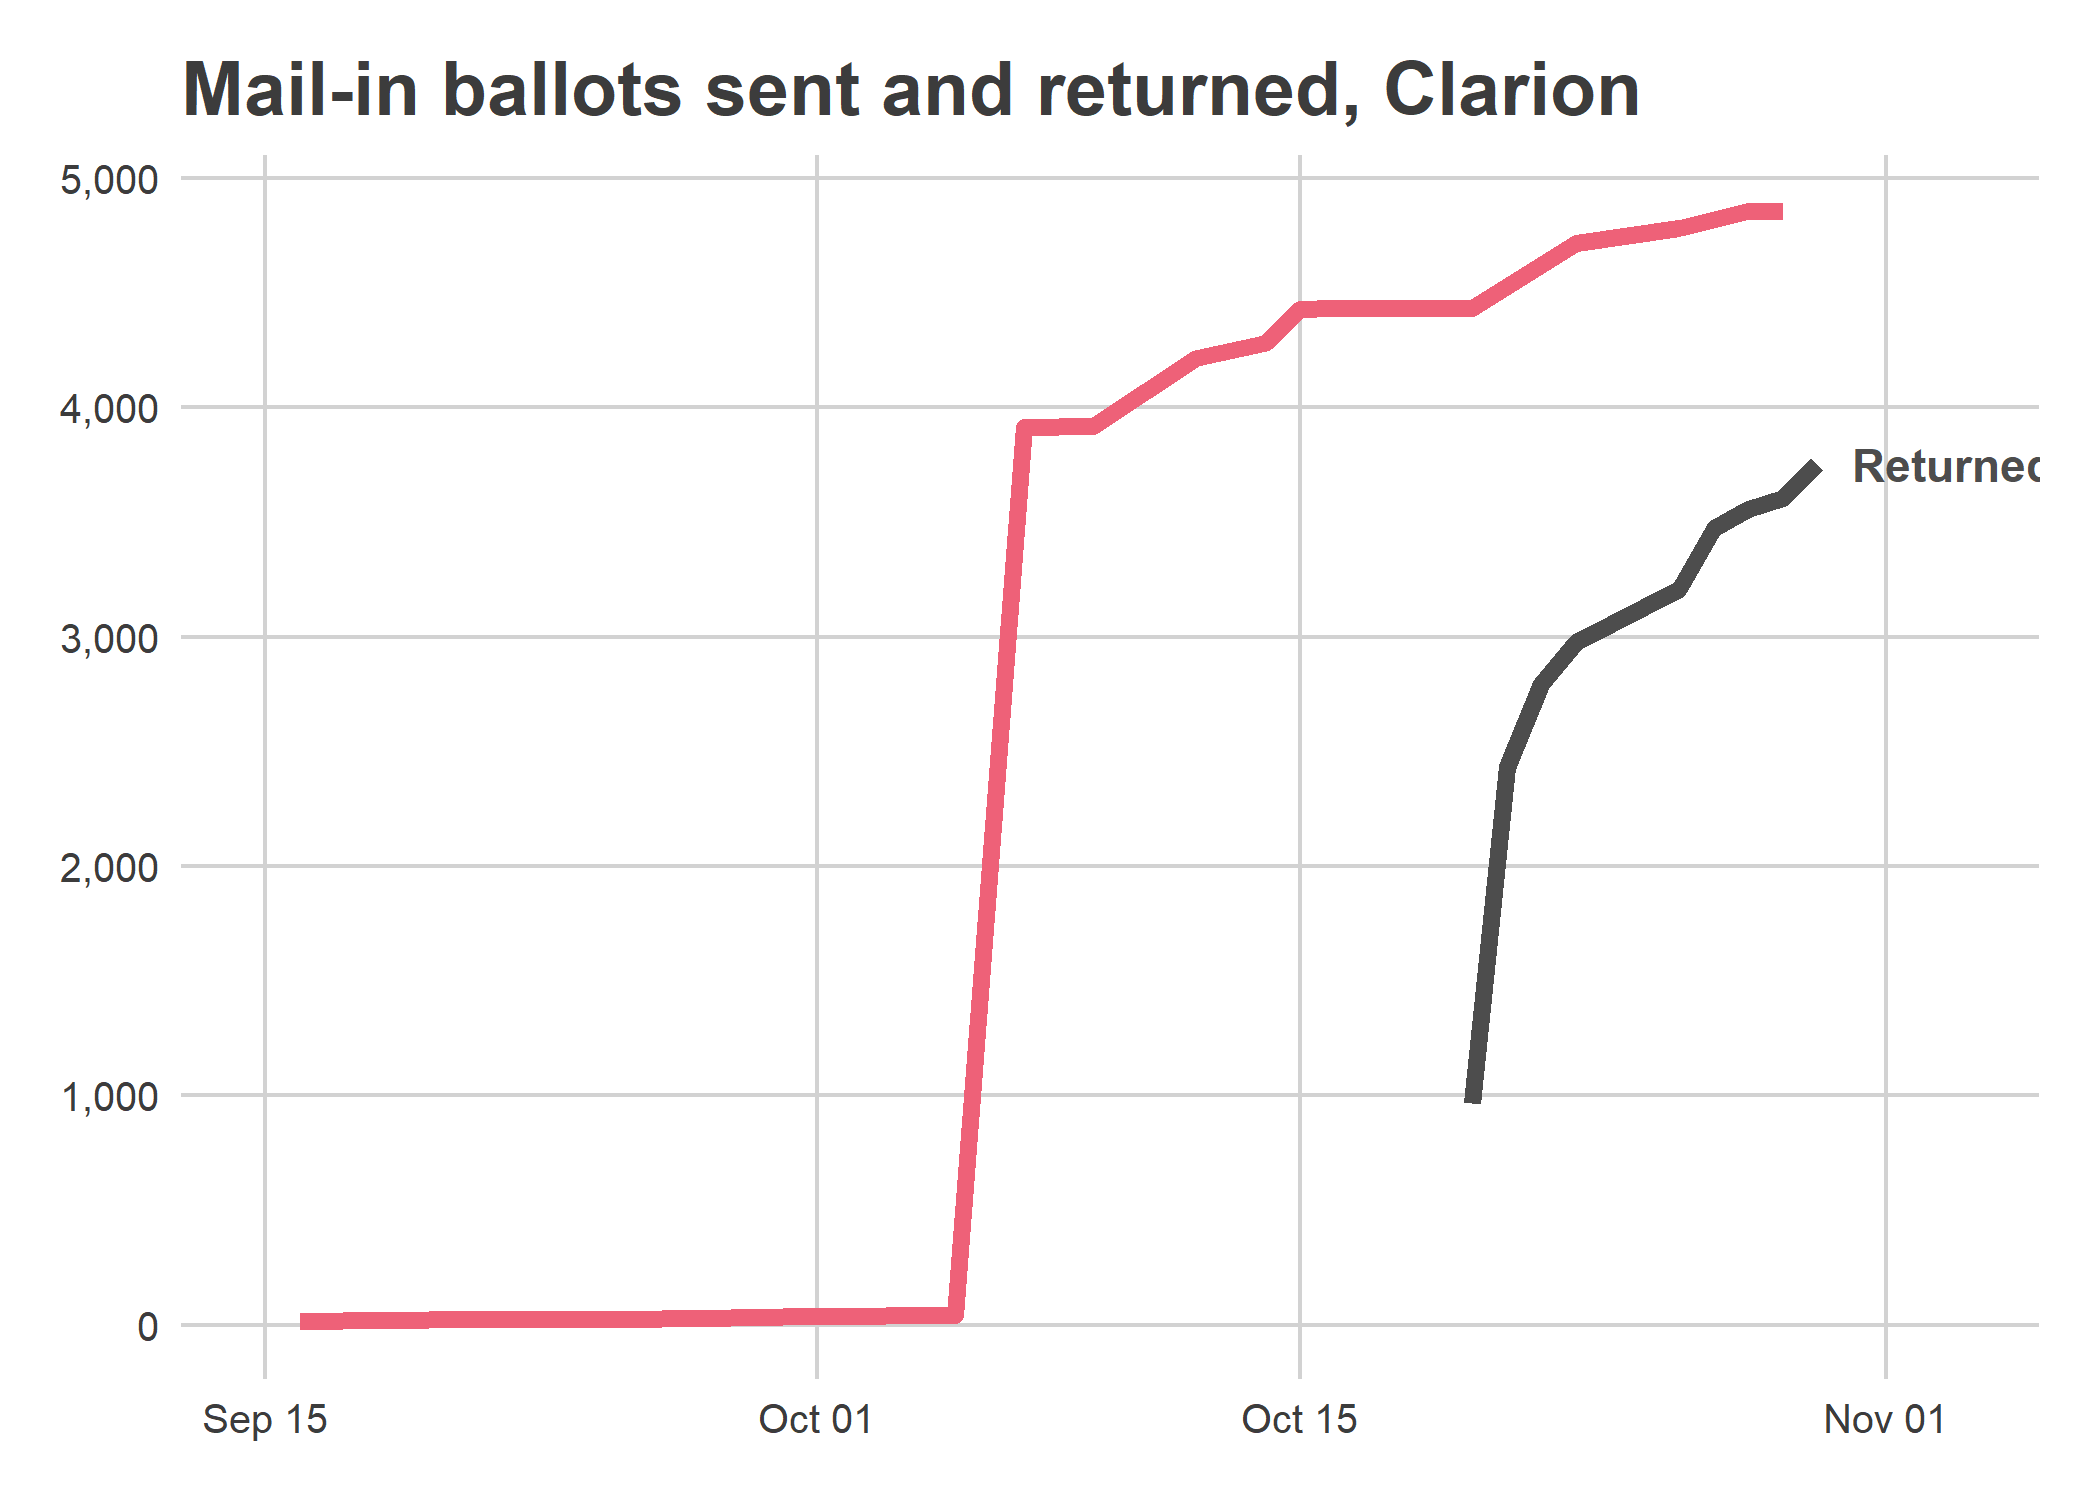 Mail-in ballots sent and returned, Clarion
5,000
4,000
Returned
3,000
2,000
1,000
0
Sep 15
Oct 01
Oct 15
Nov 01